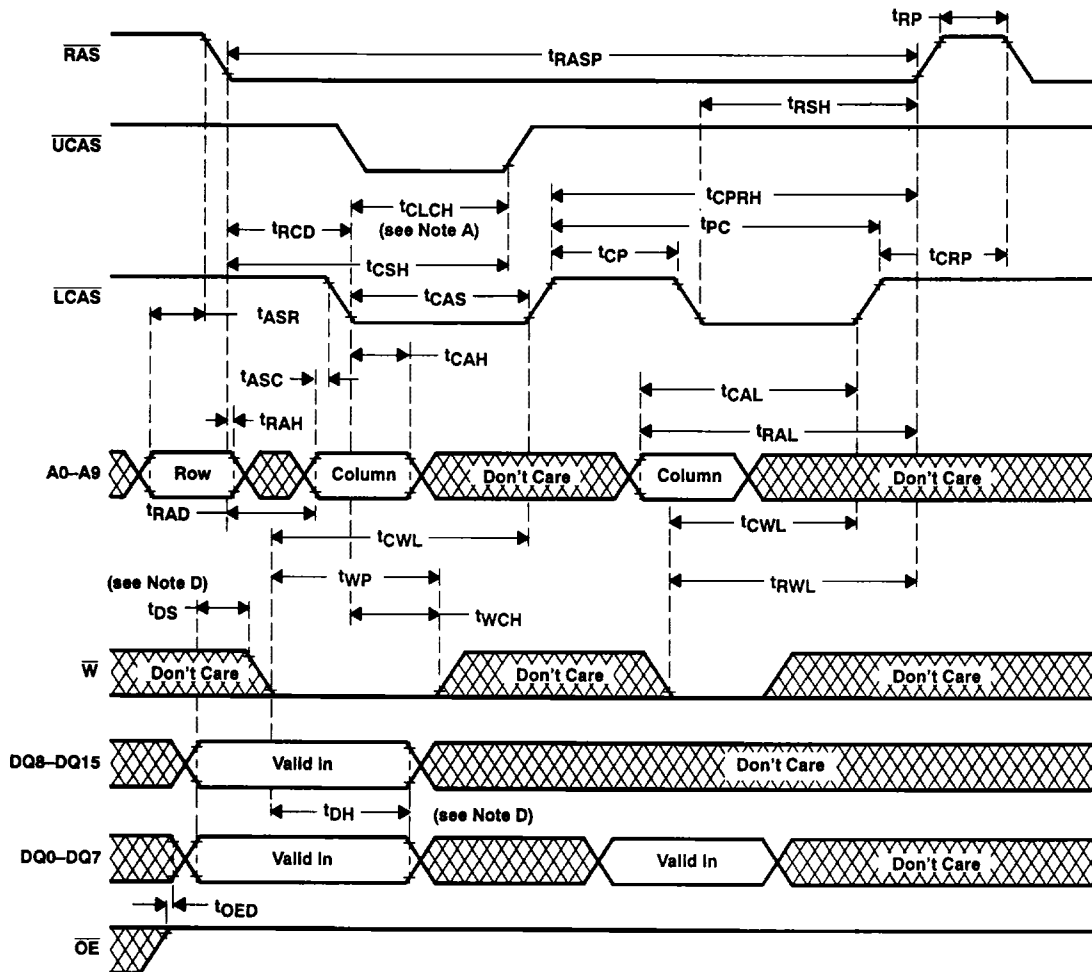 tRP
RAS
tRASP
tRSH
UCAS
tCPRH
tCLCH
(see Note A)
tRCD
tPC
tCP
tCSH
tCRP
LCAS
tCAS
tASR
tCAH
tASC
tCAL
tRAH
tRAL
A0–A9
Row
Column
Don't Care
Column
Don't Care
tRAD
tCWL
tCWL
(see Note D)
tWP
tRWL
tDS
tWCH
W
Don't Care
Don't Care
Don't Care
DQ8–DQ15
Valid In
Don't Care
tDH
(see Note D)
DQ0–DQ7
Valid In
Valid In
Don't Care
tOED
OE